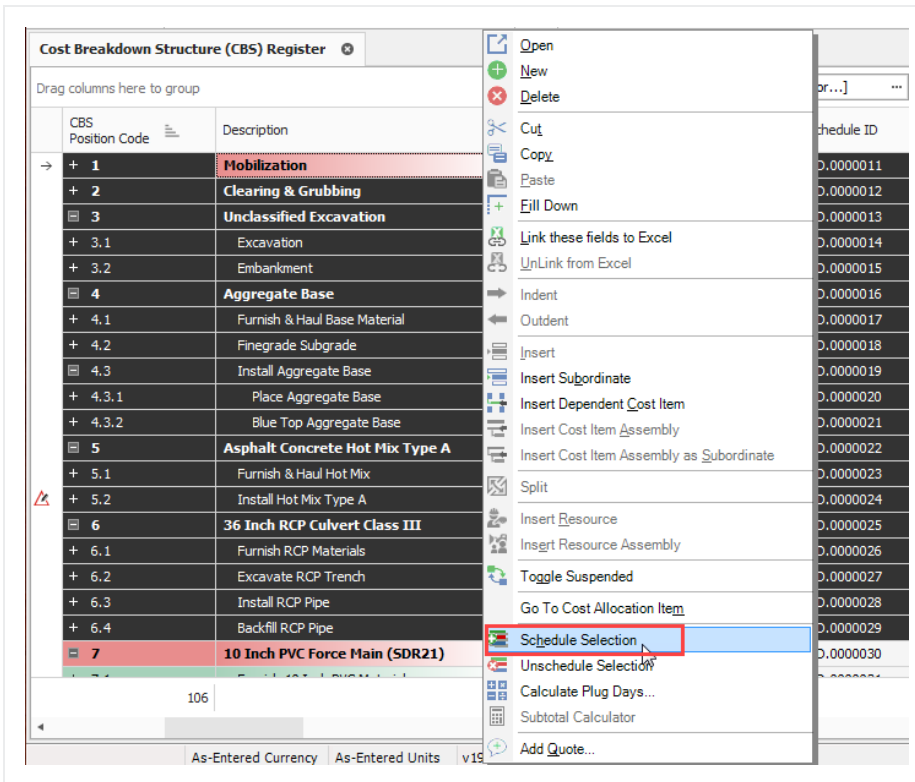 Cost Breakdown Structure (CBS) Register
Drag columns here to group
or...] ...
CBS
Position Code
Description
chedule ID
1 Mobilization D.0000011
2 Clearing & Grubbing D.0000012
3 Unclassified Excavation D.0000013
3.1 Excavation D.0000014
3.2 Embankment D.0000015
4 Aggregate Base D.0000016
4.1 Furnish & Haul Base Material D.0000017
4.2 Finegrade Subgrade D.0000018
4.3 Install Aggregate Base D.0000019
4.3.1 Place Aggregate Base D.0000020
4.3.2 Blue Top Aggregate Base D.0000021
5 Asphalt Concrete Hot Mix Type A D.0000022
5.1 Furnish & Haul Hot Mix D.0000023
5.2 Install Hot Mix Type A D.0000024
6 36 Inch RCP Culvert Class III D.0000025
6.1 Furnish RCP Materials D.0000026
6.2 Excavate RCP Trench D.0000027
6.3 Install RCP Pipe D.0000028
6.4 Backfill RCP Pipe D.0000029
7 10 Inch PVC Force Main (SDR21) D.0000030
106
As-Entered Currency As-Entered Units v19
Open
New
Delete
Cut
Copy
Paste
Fill Down
Link these fields to Excel
UnLink from Excel
Indent
Outdent
Insert
Insert Subordinate
Insert Dependent Cost Item
Insert Cost Item Assembly
Insert Cost Item Assembly as Subordinate
Split
Insert Resource
Insert Resource Assembly
Toggle Suspended
Go To Cost Allocation Item
Schedule Selection
Unschedule Selection
Calculate Plug Days...
Subtotal Calculator
Add Quote...